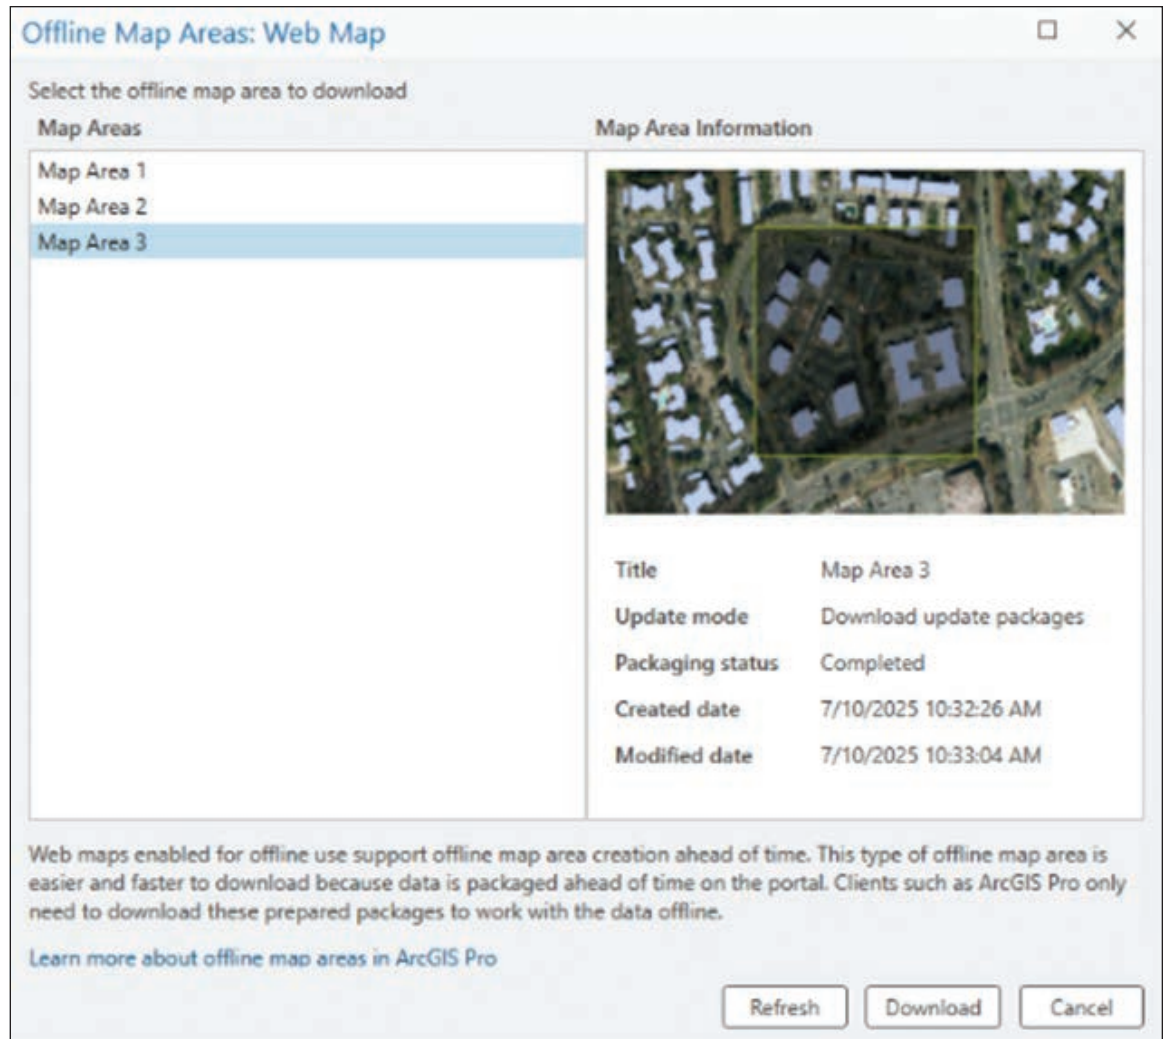 Offline Map Areas: Web Map
Select the offline map area to download
Map Areas
Map Area Information
Map Area 1
Map Area 2
Map Area 3
Title Map Area 3
Update mode Download update packages
Packaging status Completed
Created date 7/10/2025 10:32:26 AM
Modified date 7/10/2025 10:33:04 AM
Web maps enabled for offline use support offline map area creation ahead of time. This type of offline map area is
easier and faster to download because data is packaged ahead of time on the portal. Clients such as ArcGIS Pro only
need to download these prepared packages to work with the data offline.
Learn more about offline map areas in ArcGIS Pro
Refresh Download Cancel